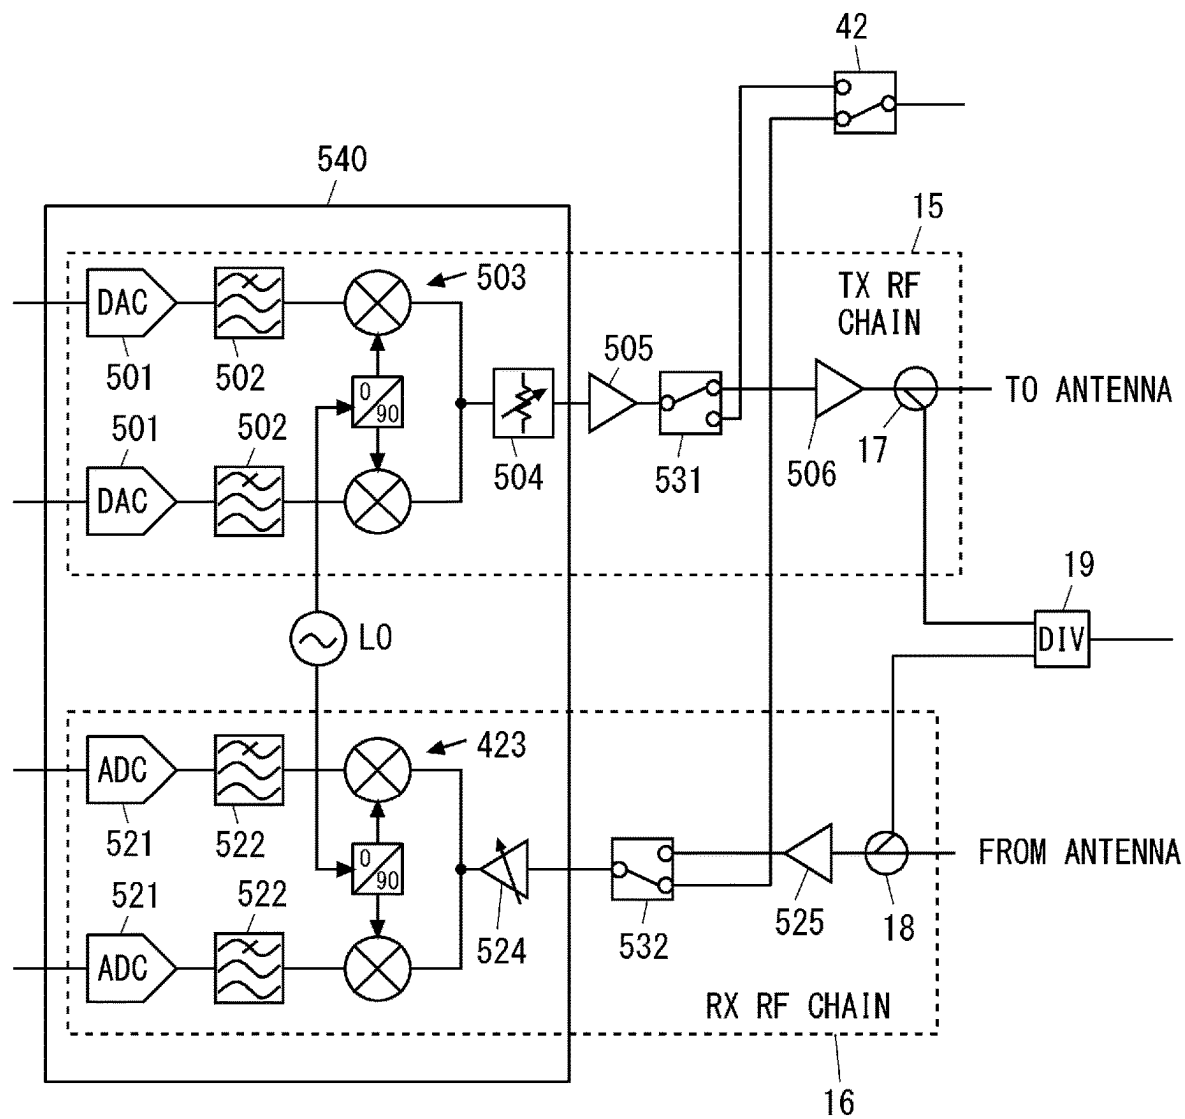 42
540
15
503
TX RF
CHAIN
DAC
501
502
505
0
90
TO ANTENNA
501
502
504
531
506
17
DAC
19
LO
DIV
423
ADC
521
522
0
90
FROM ANTENNA
521
522
524
532
525
18
ADC
RX RF CHAIN
16